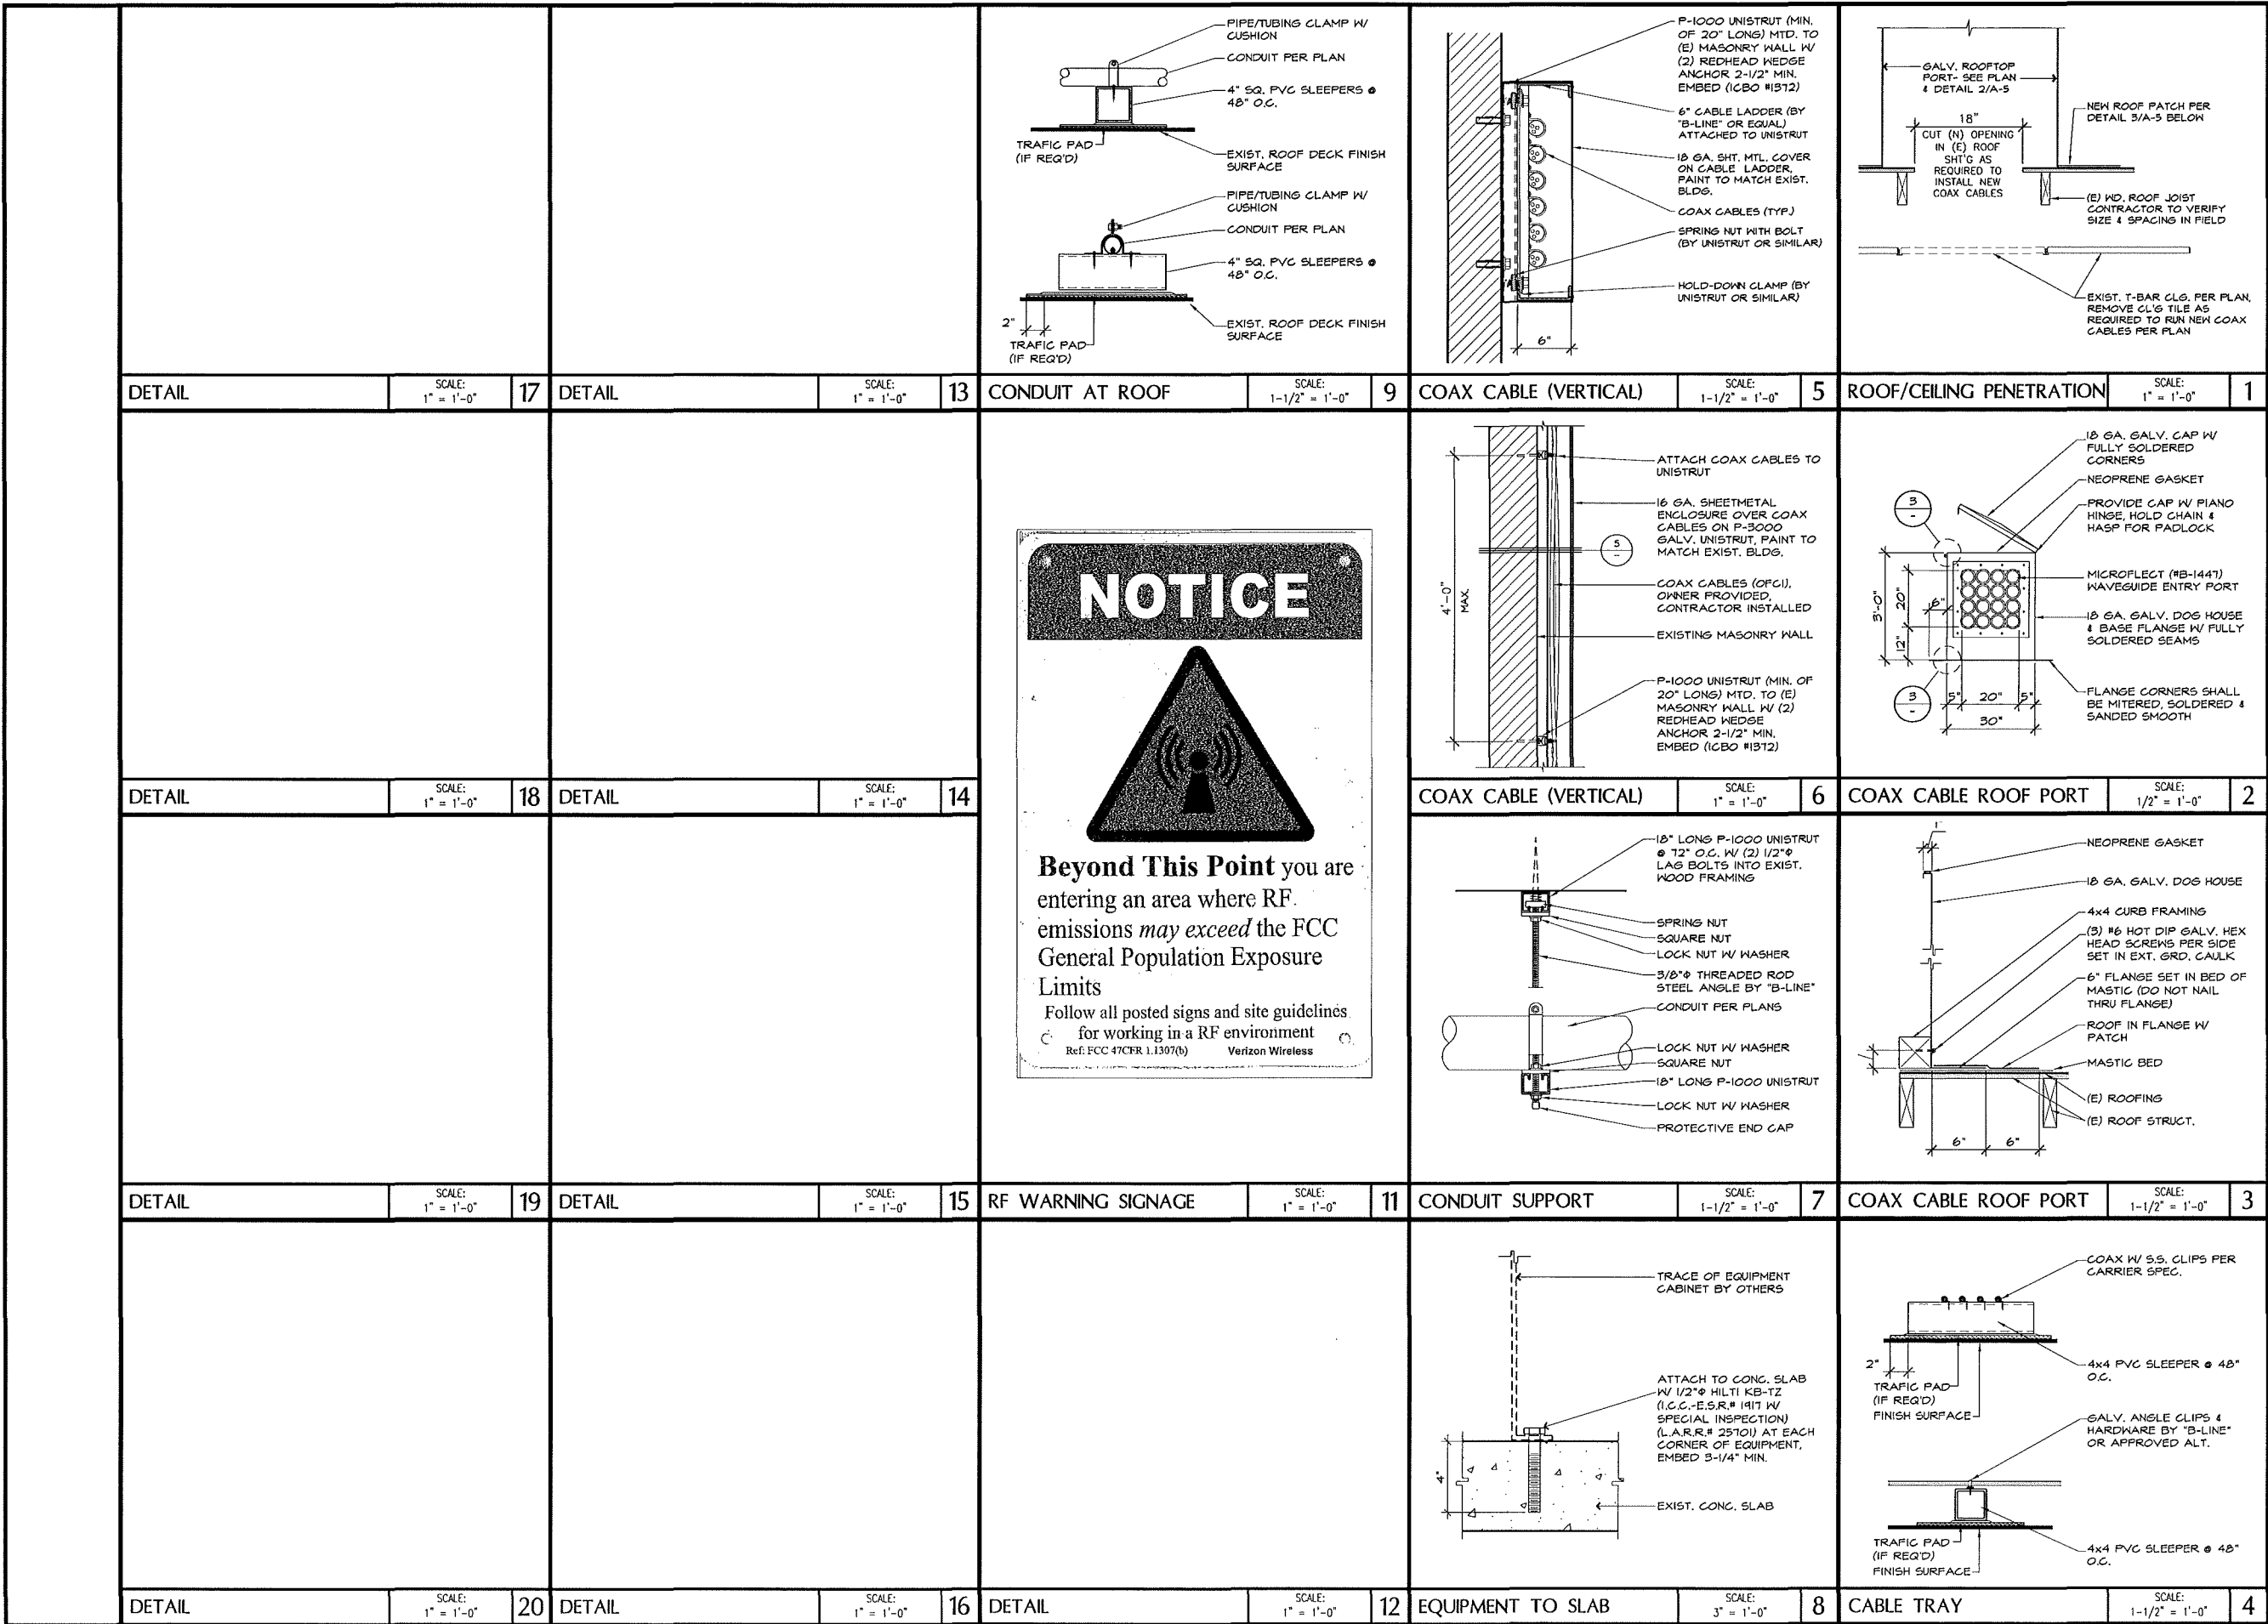 PIPE/TUBING CLAMP W/
CUSHION
CONDUIT PER PLAN
4" SQ. PVC SLEEPERS @
48" O.C.
TRAFIC PAD
(IF REQ'D)
EXIST. ROOF DECK FINISH
SURFACE
PIPE/TUBING CLAMP W/
CUSHION
CONDUIT PER PLAN
4" SQ. PVC SLEEPERS @
48" O.C.
2"
TRAFIC PAD
(IF REQ'D)
EXIST. ROOF DECK FINISH
SURFACE
P-1000 UNISTRUT (MIN.
OF 20" LONG) MTD. TO
(E) MASONRY WALL W/
(2) REDHEAD WEDGE
ANCHOR 2-1/2" MIN.
EMBED (ICBO #1372)
6" CABLE LADDER (BY
"B-LINE" OR EQUAL)
ATTACHED TO UNISTRUT
18 GA. SHT. MTL. COVER
ON CABLE LADDER,
PAINT TO MATCH EXIST.
BLDG.
COAX CABLES (TYP.)
SPRING NUT WITH BOLT
(BY UNISTRUT OR SIMILAR)
HOLD-DOWN CLAMP (BY
UNISTRUT OR SIMILAR)
6"
GALV. ROOFTOP
PORT- SEE PLAN
& DETAIL 2/A-5
18"
CUT (N) OPENING
IN (E) ROOF
SHT'G AS
REQUIRED TO
INSTALL NEW
COAX CABLES
NEW ROOF PATCH PER
DETAIL 3/A-5 BELOW
(E) WD. ROOF JOIST
CONTRACTOR TO VERIFY
SIZE & SPACING IN FIELD
EXIST. T-BAR CLG. PER PLAN,
REMOVE CL'G TILE AS
REQUIRED TO RUN NEW COAX
CABLES PER PLAN
DETAIL SCALE: 1" = 1'-0" 17
DETAIL SCALE: 1" = 1'-0" 13
CONDUIT AT ROOF SCALE: 1-1/2" = 1'-0" 9
COAX CABLE (VERTICAL) SCALE: 1-1/2" = 1'-0" 5
ROOF/CEILING PENETRATION SCALE: 1" = 1'-0" 1
NOTICE
Beyond This Point you are
entering an area where RF
emissions may exceed the FCC
General Population Exposure
Limits
Follow all posted signs and site guidelines
for working in a RF environment
Ref: FCC 47CFR 1.1307(b) Verizon Wireless
ATTACH COAX CABLES TO
UNISTRUT
16 GA. SHEETMETAL
ENCLOSURE OVER COAX
CABLES ON P-3000
GALV. UNISTRUT, PAINT TO
MATCH EXIST. BLDG.
5
-
COAX CABLES (OFCI),
OWNER PROVIDED,
CONTRACTOR INSTALLED
4'-0"
MAX.
EXISTING MASONRY WALL
P-1000 UNISTRUT (MIN. OF
20" LONG) MTD. TO (E)
MASONRY WALL W/ (2)
REDHEAD WEDGE
ANCHOR 2-1/2" MIN.
EMBED (ICBO #1372)
18 GA. GALV. CAP W/
FULLY SOLDERED
CORNERS
NEOPRENE GASKET
PROVIDE CAP W/ PIANO
HINGE, HOLD CHAIN &
HASP FOR PADLOCK
3
-
MICROFLECT (#B-1447)
WAVEGUIDE ENTRY PORT
18 GA. GALV. DOG HOUSE
& BASE FLANGE W/ FULLY
SOLDERED SEAMS
FLANGE CORNERS SHALL
BE MITERED, SOLDERED &
SANDED SMOOTH
3'-0"
20"
6"
12"
3
-
5" 20" 5"
30"
DETAIL SCALE: 1" = 1'-0" 18
DETAIL SCALE: 1" = 1'-0" 14
COAX CABLE (VERTICAL) SCALE: 1" = 1'-0" 6
COAX CABLE ROOF PORT SCALE: 1/2" = 1'-0" 2
18" LONG P-1000 UNISTRUT
@ 72" O.C. W/ (2) 1/2"Φ
LAG BOLTS INTO EXIST.
WOOD FRAMING
SPRING NUT
SQUARE NUT
LOCK NUT W/ WASHER
3/8"Φ THREADED ROD
STEEL ANGLE BY "B-LINE"
CONDUIT PER PLANS
LOCK NUT W/ WASHER
SQUARE NUT
18" LONG P-1000 UNISTRUT
LOCK NUT W/ WASHER
PROTECTIVE END CAP
NEOPRENE GASKET
18 GA. GALV. DOG HOUSE
4x4 CURB FRAMING
(3) #6 HOT DIP GALV. HEX
HEAD SCREWS PER SIDE
SET IN EXT. GRD. CAULK
6" FLANGE SET IN BED OF
MASTIC (DO NOT NAIL
THRU FLANGE)
ROOF IN FLANGE W/
PATCH
MASTIC BED
(E) ROOFING
(E) ROOF STRUCT.
6" 6"
DETAIL SCALE: 1" = 1'-0" 19
DETAIL SCALE: 1" = 1'-0" 15
RF WARNING SIGNAGE SCALE: 1" = 1'-0" 11
CONDUIT SUPPORT SCALE: 1-1/2" = 1'-0" 7
COAX CABLE ROOF PORT SCALE: 1-1/2" = 1'-0" 3
TRACE OF EQUIPMENT
CABINET BY OTHERS
ATTACH TO CONC. SLAB
W/ 1/2"Φ HILTI KB-TZ
(I.C.C.-E.S.R.# 1917 W/
SPECIAL INSPECTION)
(L.A.R.R.# 25701) AT EACH
CORNER OF EQUIPMENT,
EMBED 3-1/4" MIN.
4"
EXIST. CONC. SLAB
COAX W/ S.S. CLIPS PER
CARRIER SPEC.
2"
TRAFIC PAD
(IF REQ'D)
FINISH SURFACE
4x4 PVC SLEEPER @ 48"
O.C.
GALV. ANGLE CLIPS &
HARDWARE BY "B-LINE"
OR APPROVED ALT.
TRAFIC PAD
(IF REQ'D)
FINISH SURFACE
4x4 PVC SLEEPER @ 48"
O.C.
DETAIL SCALE: 1" = 1'-0" 20
DETAIL SCALE: 1" = 1'-0" 16
DETAIL SCALE: 1" = 1'-0" 12
EQUIPMENT TO SLAB SCALE: 3" = 1'-0" 8
CABLE TRAY SCALE: 1-1/2" = 1'-0" 4